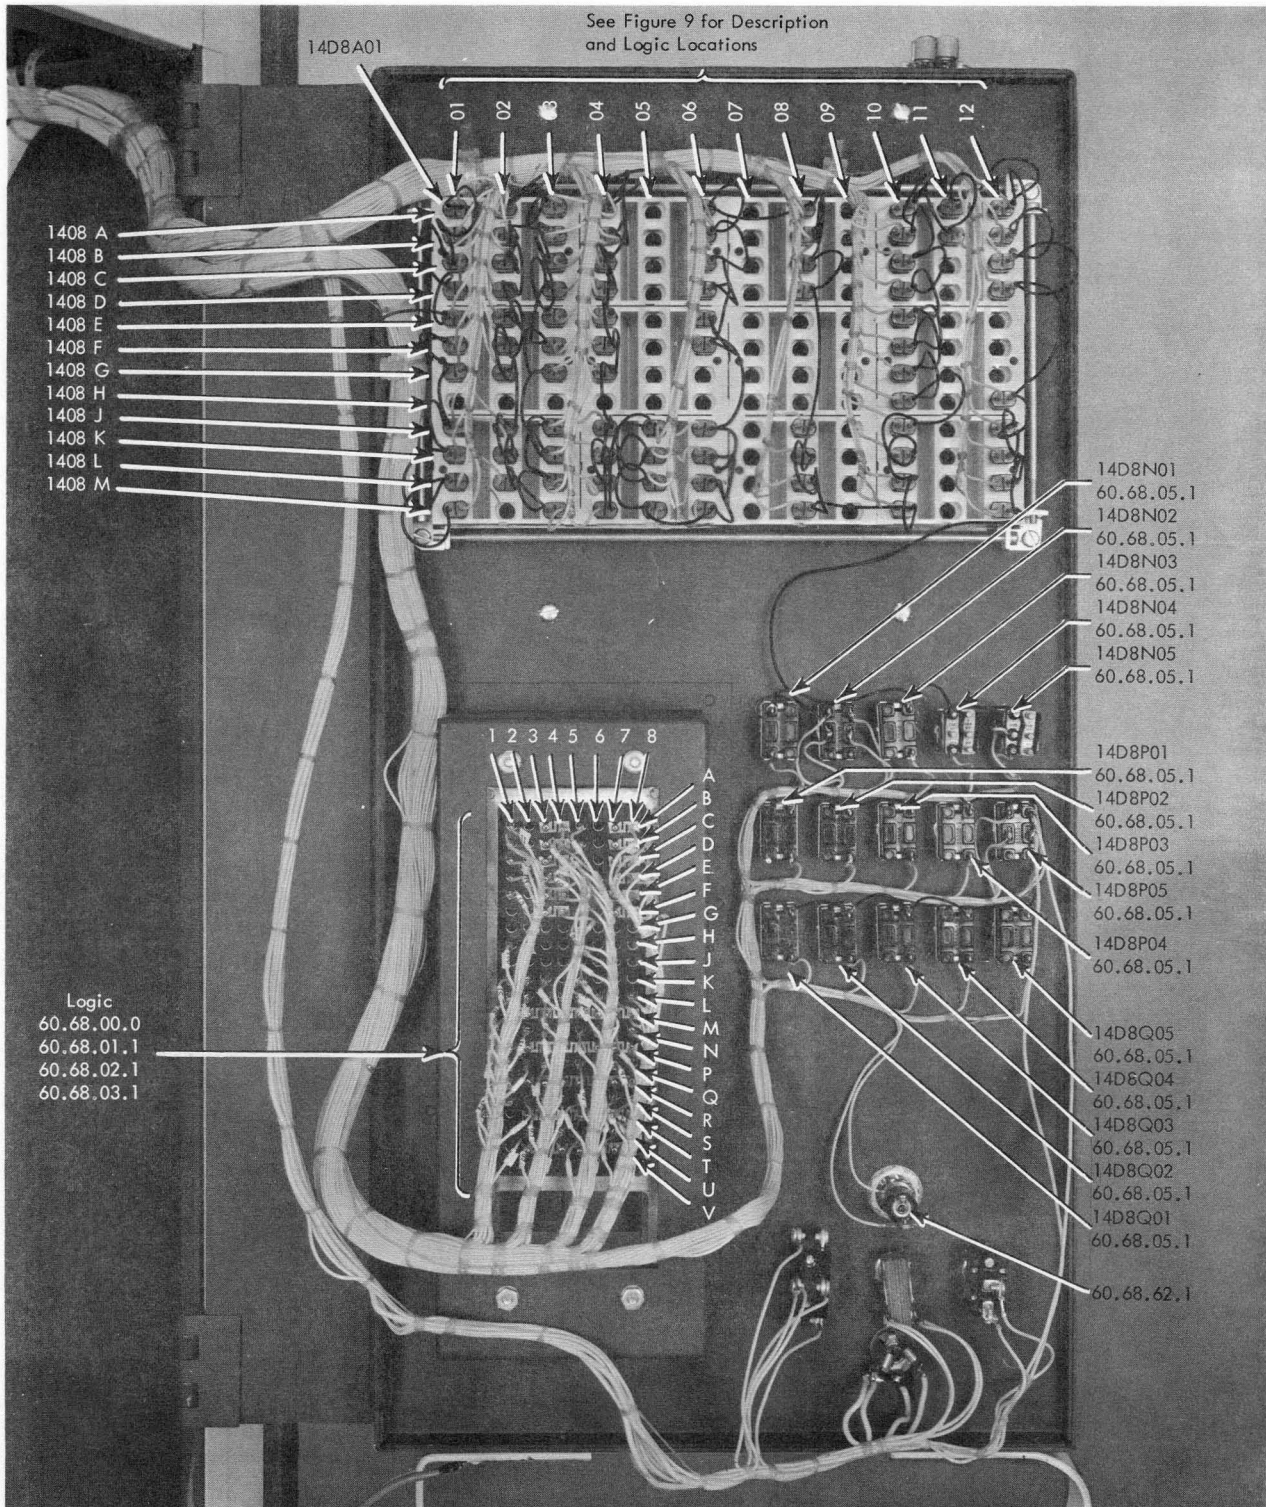 See Figure 9 for Description
and Logic Locations
14D8A01
01 02 03 04 05 06 07 08 09 10 11 12
1408 A
1408 B
1408 C
1408 D
1408 E
1408 F
1408 G
1408 H
1408 J
1408 K
1408 L
1408 M
14D8N01
60.68.05.1
14D8N02
60.68.05.1
14D8N03
60.68.05.1
14D8N04
60.68.05.1
14D8N05
60.68.05.1
1 2 3 4 5 6 7 8
A
B
C
D
E
F
G
H
J
K
L
M
N
P
Q
R
S
T
U
V
14D8P01
60.68.05.1
14D8P02
60.68.05.1
14D8P03
60.68.05.1
14D8P05
60.68.05.1
14D8P04
60.68.05.1
Logic
60.68.00.0
60.68.01.1
60.68.02.1
60.68.03.1
14D8Q05
60.68.05.1
14D8Q04
60.68.05.1
14D8Q03
60.68.05.1
14D8Q02
60.68.05.1
14D8Q01
60.68.05.1
60.68.62.1